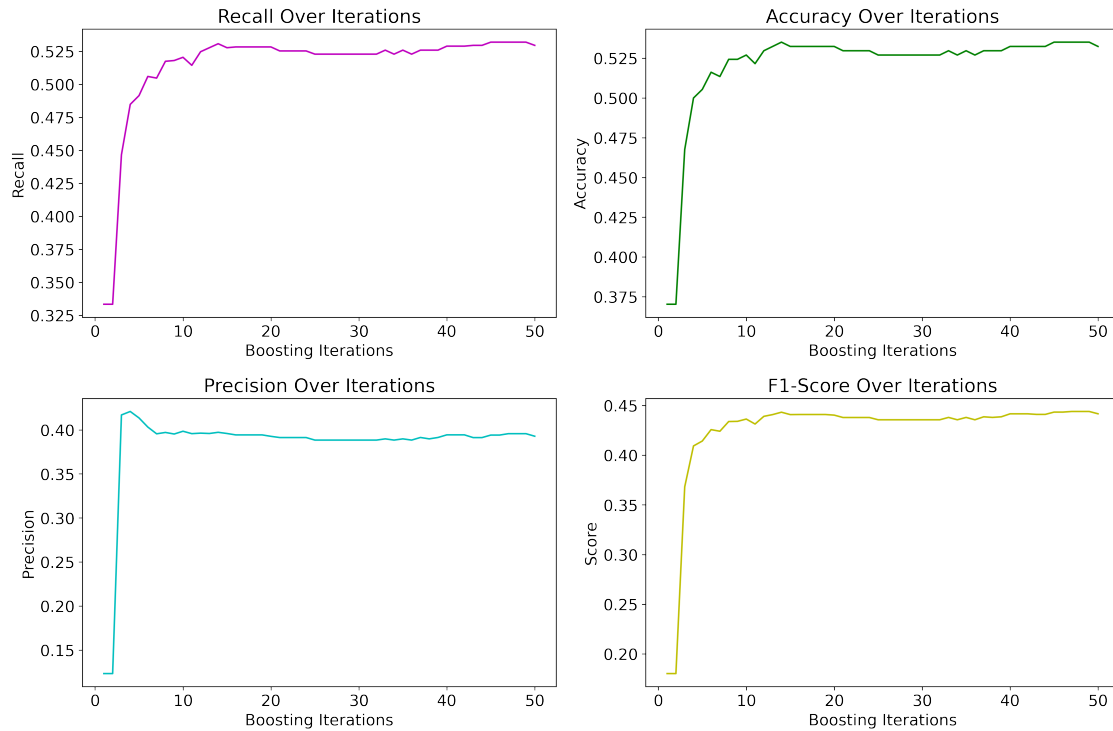 Recall Over Iterations
Recall
0.525
0.500
0.475
0.450
0.425
0.400
0.375
0.350
0.325
0 10 20 30 40 50
Boosting Iterations
Accuracy Over Iterations
Accuracy
0.525
0.500
0.475
0.450
0.425
0.400
0.375
0 10 20 30 40 50
Boosting Iterations
Precision Over Iterations
Precision
0.40
0.35
0.30
0.25
0.20
0.15
0 10 20 30 40 50
Boosting Iterations
F1-Score Over Iterations
Score
0.45
0.40
0.35
0.30
0.25
0.20
0 10 20 30 40 50
Boosting Iterations